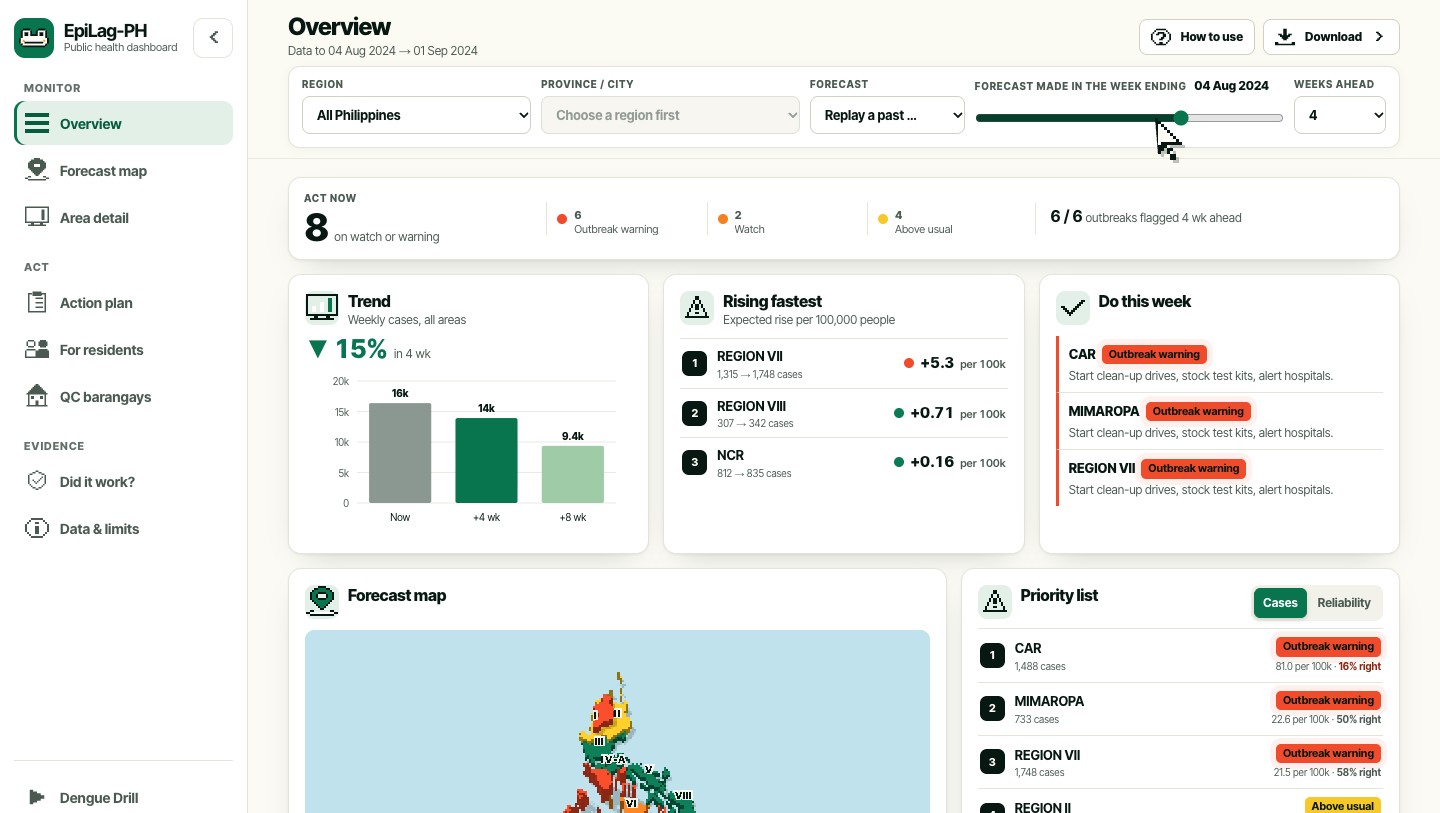 EpiLag-PH
Public health dashboard
MONITOR
Overview
Forecast map
Area detail
ACT
Action plan
For residents
QC barangays
EVIDENCE
Did it work?
Data & limits
Dengue Drill
Overview
Data to 04 Aug 2024 → 01 Sep 2024
How to use
Download
REGION
All Philippines
PROVINCE / CITY
Choose a region first
FORECAST
Replay a past ...
FORECAST MADE IN THE WEEK ENDING 04 Aug 2024
WEEKS AHEAD
4
ACT NOW
8 on watch or warning
6
Outbreak warning
2
Watch
4
Above usual
6 / 6 outbreaks flagged 4 wk ahead
Trend
Weekly cases, all areas
▼ 15% in 4 wk
20k
15k
10k
5k
0
16k
14k
9.4k
Now
+4 wk
+8 wk
Rising fastest
Expected rise per 100,000 people
1
REGION VII
1,315 → 1,748 cases
+5.3 per 100k
2
REGION VIII
307 → 342 cases
+0.71 per 100k
3
NCR
812 → 835 cases
+0.16 per 100k
Do this week
CAR Outbreak warning
Start clean-up drives, stock test kits, alert hospitals.
MIMAROPA Outbreak warning
Start clean-up drives, stock test kits, alert hospitals.
REGION VII Outbreak warning
Start clean-up drives, stock test kits, alert hospitals.
Forecast map
I
II
III
IV-A
V
VI
VIII
Priority list
Cases
Reliability
1
CAR
1,488 cases
Outbreak warning
81.0 per 100k · 16% right
2
MIMAROPA
733 cases
Outbreak warning
22.6 per 100k · 50% right
3
REGION VII
1,748 cases
Outbreak warning
21.5 per 100k · 58% right
REGION II
Above usual